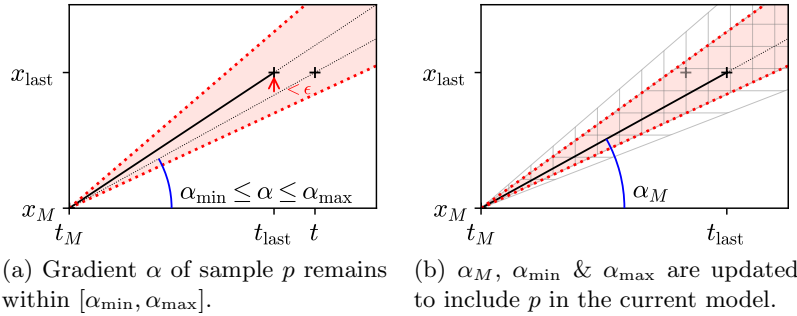 x_last
< ϵ
α_min ≤ α ≤ α_max
x_M
t_M t_last t
(a) Gradient α of sample p remains
within [α_min, α_max].
x_last
α_M
x_M
t_M t_last
(b) α_M, α_min & α_max are updated
to include p in the current model.